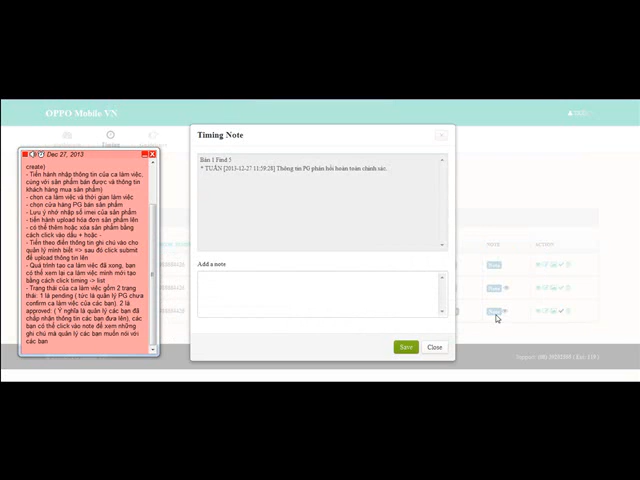 OPPO Mobile VN
Timing
Dec 27, 2013
create)
- Tiến hành nhập thông tin của ca làm việc,
cùng với sản phẩm bán được và thông tin
khách hàng mua sản phẩm)
- chọn ca làm việc và thời gian làm việc
- chọn cửa hàng PG bán sản phẩm
- Lưu ý nhớ nhập số imei của sản phẩm
- tiến hành upload hóa đơn sản phẩm lên
- có thể thêm hoặc xóa sản phẩm bằng
cách click vào dấu + hoặc -
- Tiến theo điền thông tin ghi chú vào cho
quản lý mình biết => sau đó click submit
để upload thông tin lên
- Quá trình tạo ca làm việc đã xong, bạn
có thể xem lại ca làm việc mình mới tạo
bằng cách click timing -> list
- Trạng thái của ca làm việc gồm 2 trạng
thái: 1 là pending ( tức là quản lý PG chưa
confirm ca làm việc của các bạn). 2 là
approved: ( Ý nghĩa là quản lý các bạn đã
chấp nhận thông tin các bạn đưa lên), các
bạn có thể click vào note để xem những
ghi chú mà quản lý các bạn muốn nói với
các bạn
Timing Note
Bán 1 Find 5
* TUẤN [2013-12-27 11:59:28] Thông tin PG phản hồi hoàn toàn chính xác.
Add a note
Save
Close
NOTE
ACTIVITY
Note
Note
Note